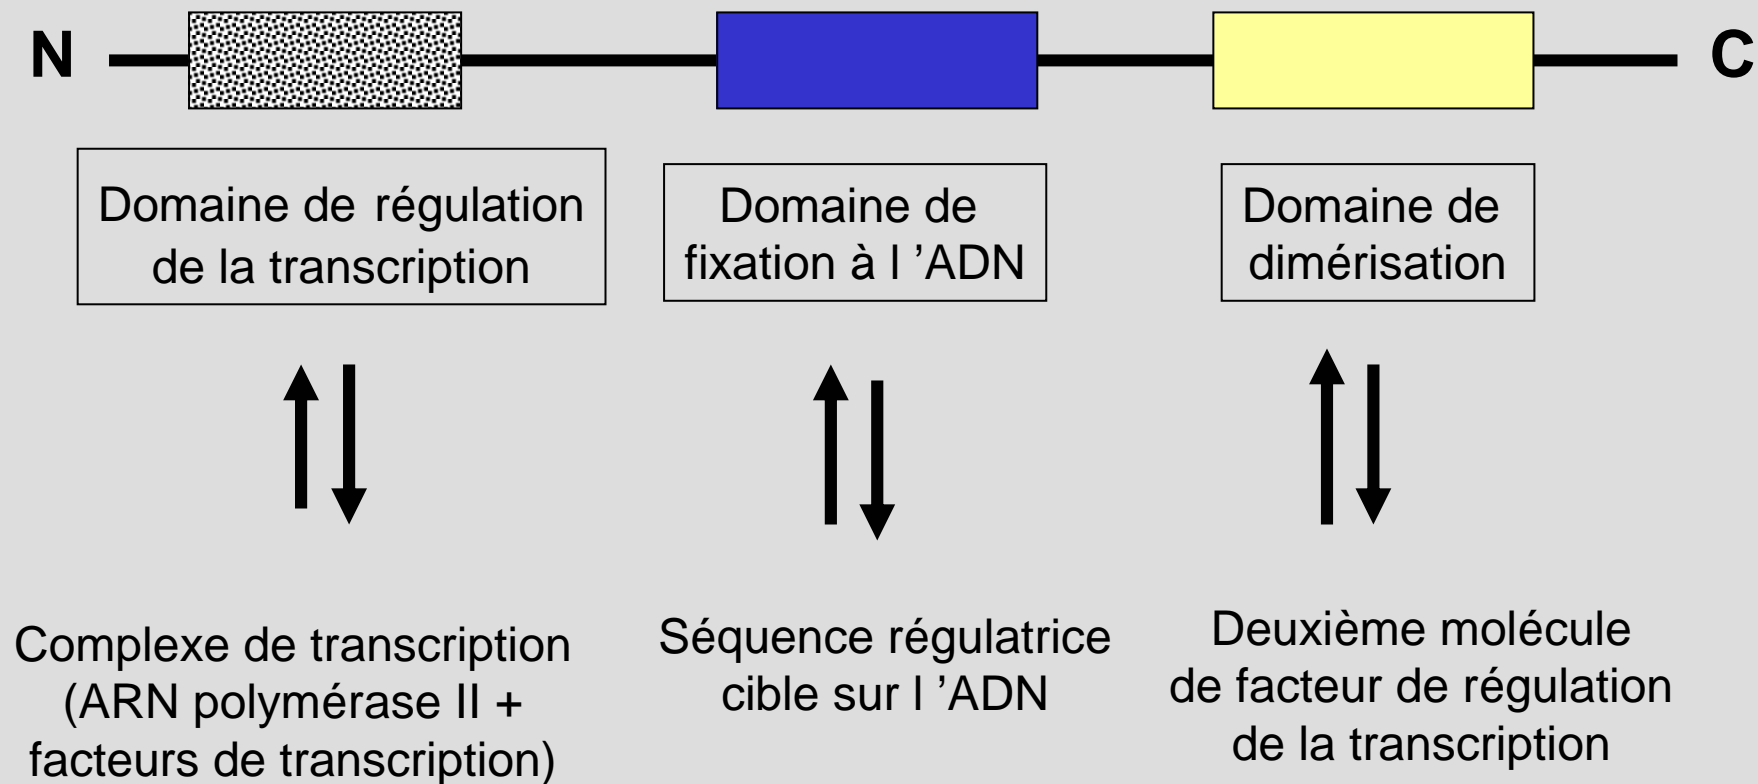 N
C
Domaine de régulation
de la transcription
Domaine de
fixation à l ’ADN
Domaine de
dimérisation
Complexe de transcription
(ARN polymérase II +
facteurs de transcription)
Séquence régulatrice
cible sur l ’ADN
Deuxième molécule
de facteur de régulation
de la transcription